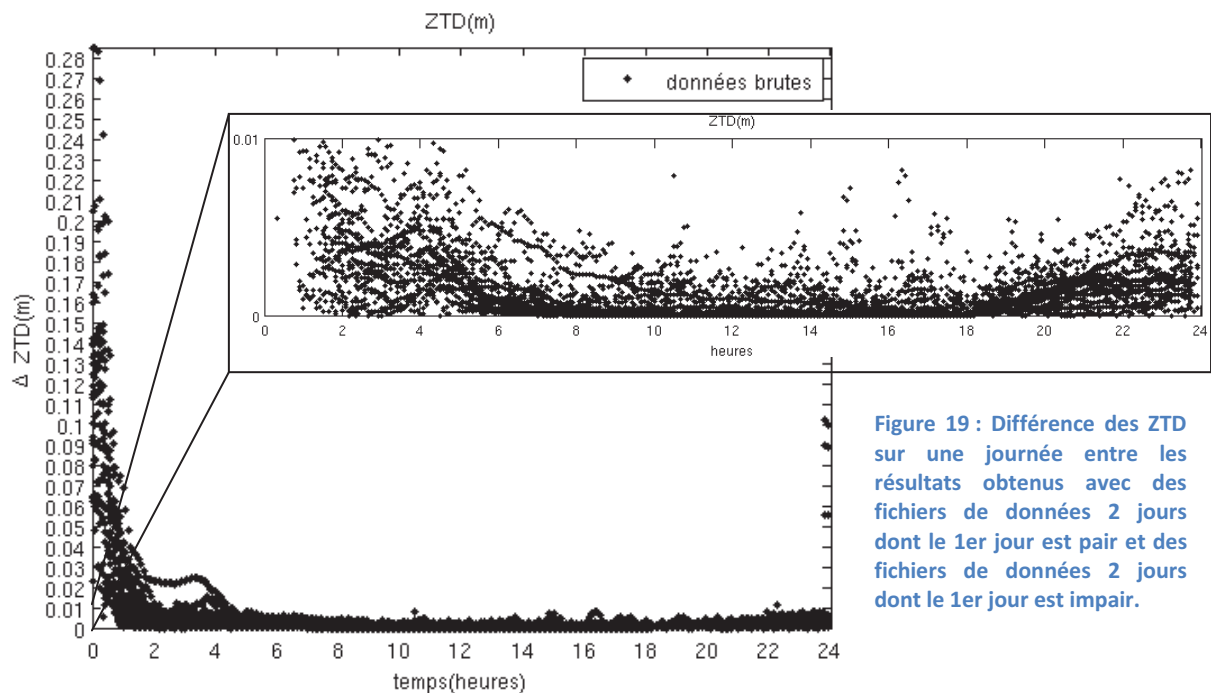 ZTD(m)
données brutes
Δ ZTD(m)
0.28
0.27
0.26
0.25
0.24
0.23
0.22
0.21
0.2
0.19
0.18
0.17
0.16
0.15
0.14
0.13
0.12
0.11
0.1
0.09
0.08
0.07
0.06
0.05
0.04
0.03
0.02
0.01
0
0 2 4 6 8 10 12 14 16 18 20 22 24
temps(heures)
ZTD(m)
0.01
0
0 2 4 6 8 10 12 14 16 18 20 22 24
heures
Figure 19 : Différence des ZTD
sur une journée entre les
résultats obtenus avec des
fichiers de données 2 jours
dont le 1er jour est pair et des
fichiers de données 2 jours
dont le 1er jour est impair.